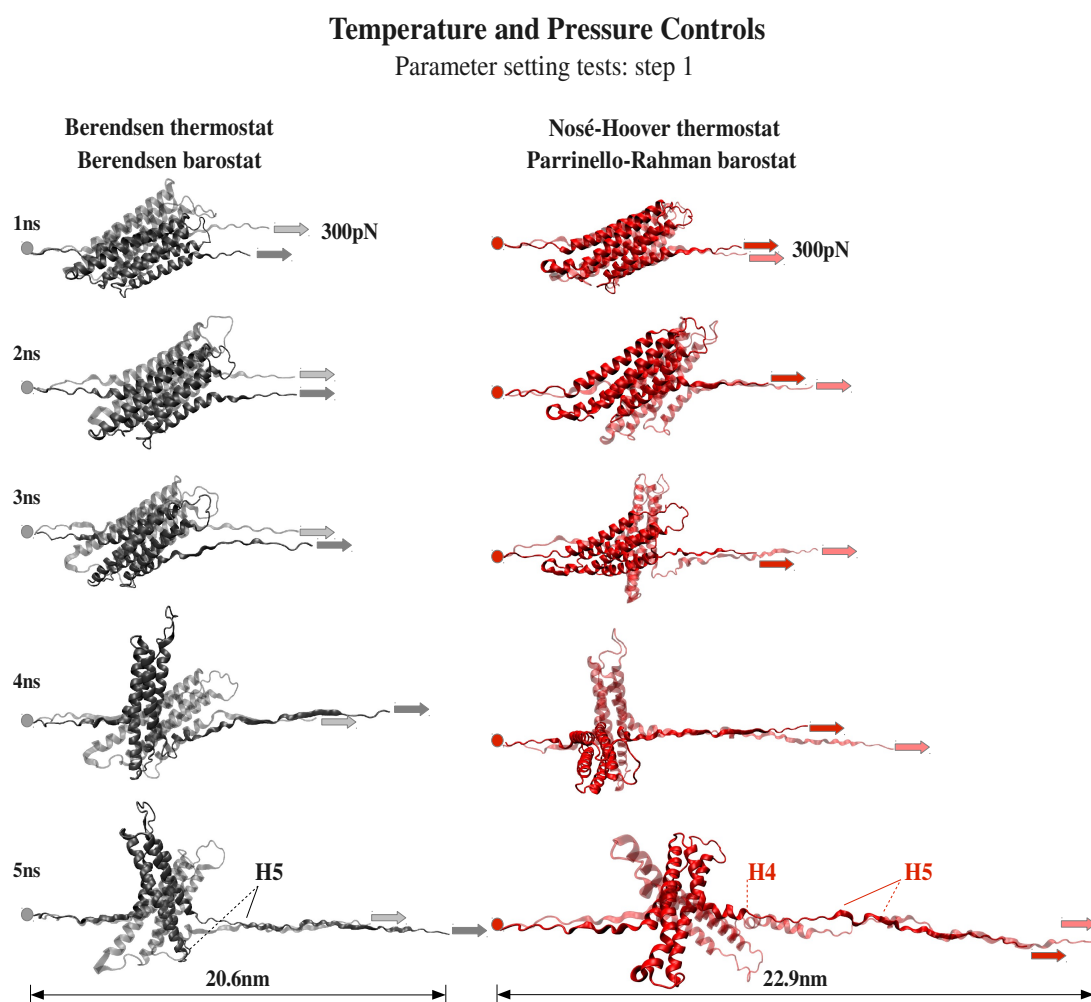 Temperature and Pressure Controls
Parameter setting tests: step 1
Berendsen thermostat
Berendsen barostat
Nosé-Hoover thermostat
Parrinello-Rahman barostat
1ns
300pN
300pN
2ns
3ns
4ns
5ns
H5
H4
H5
20.6nm
22.9nm